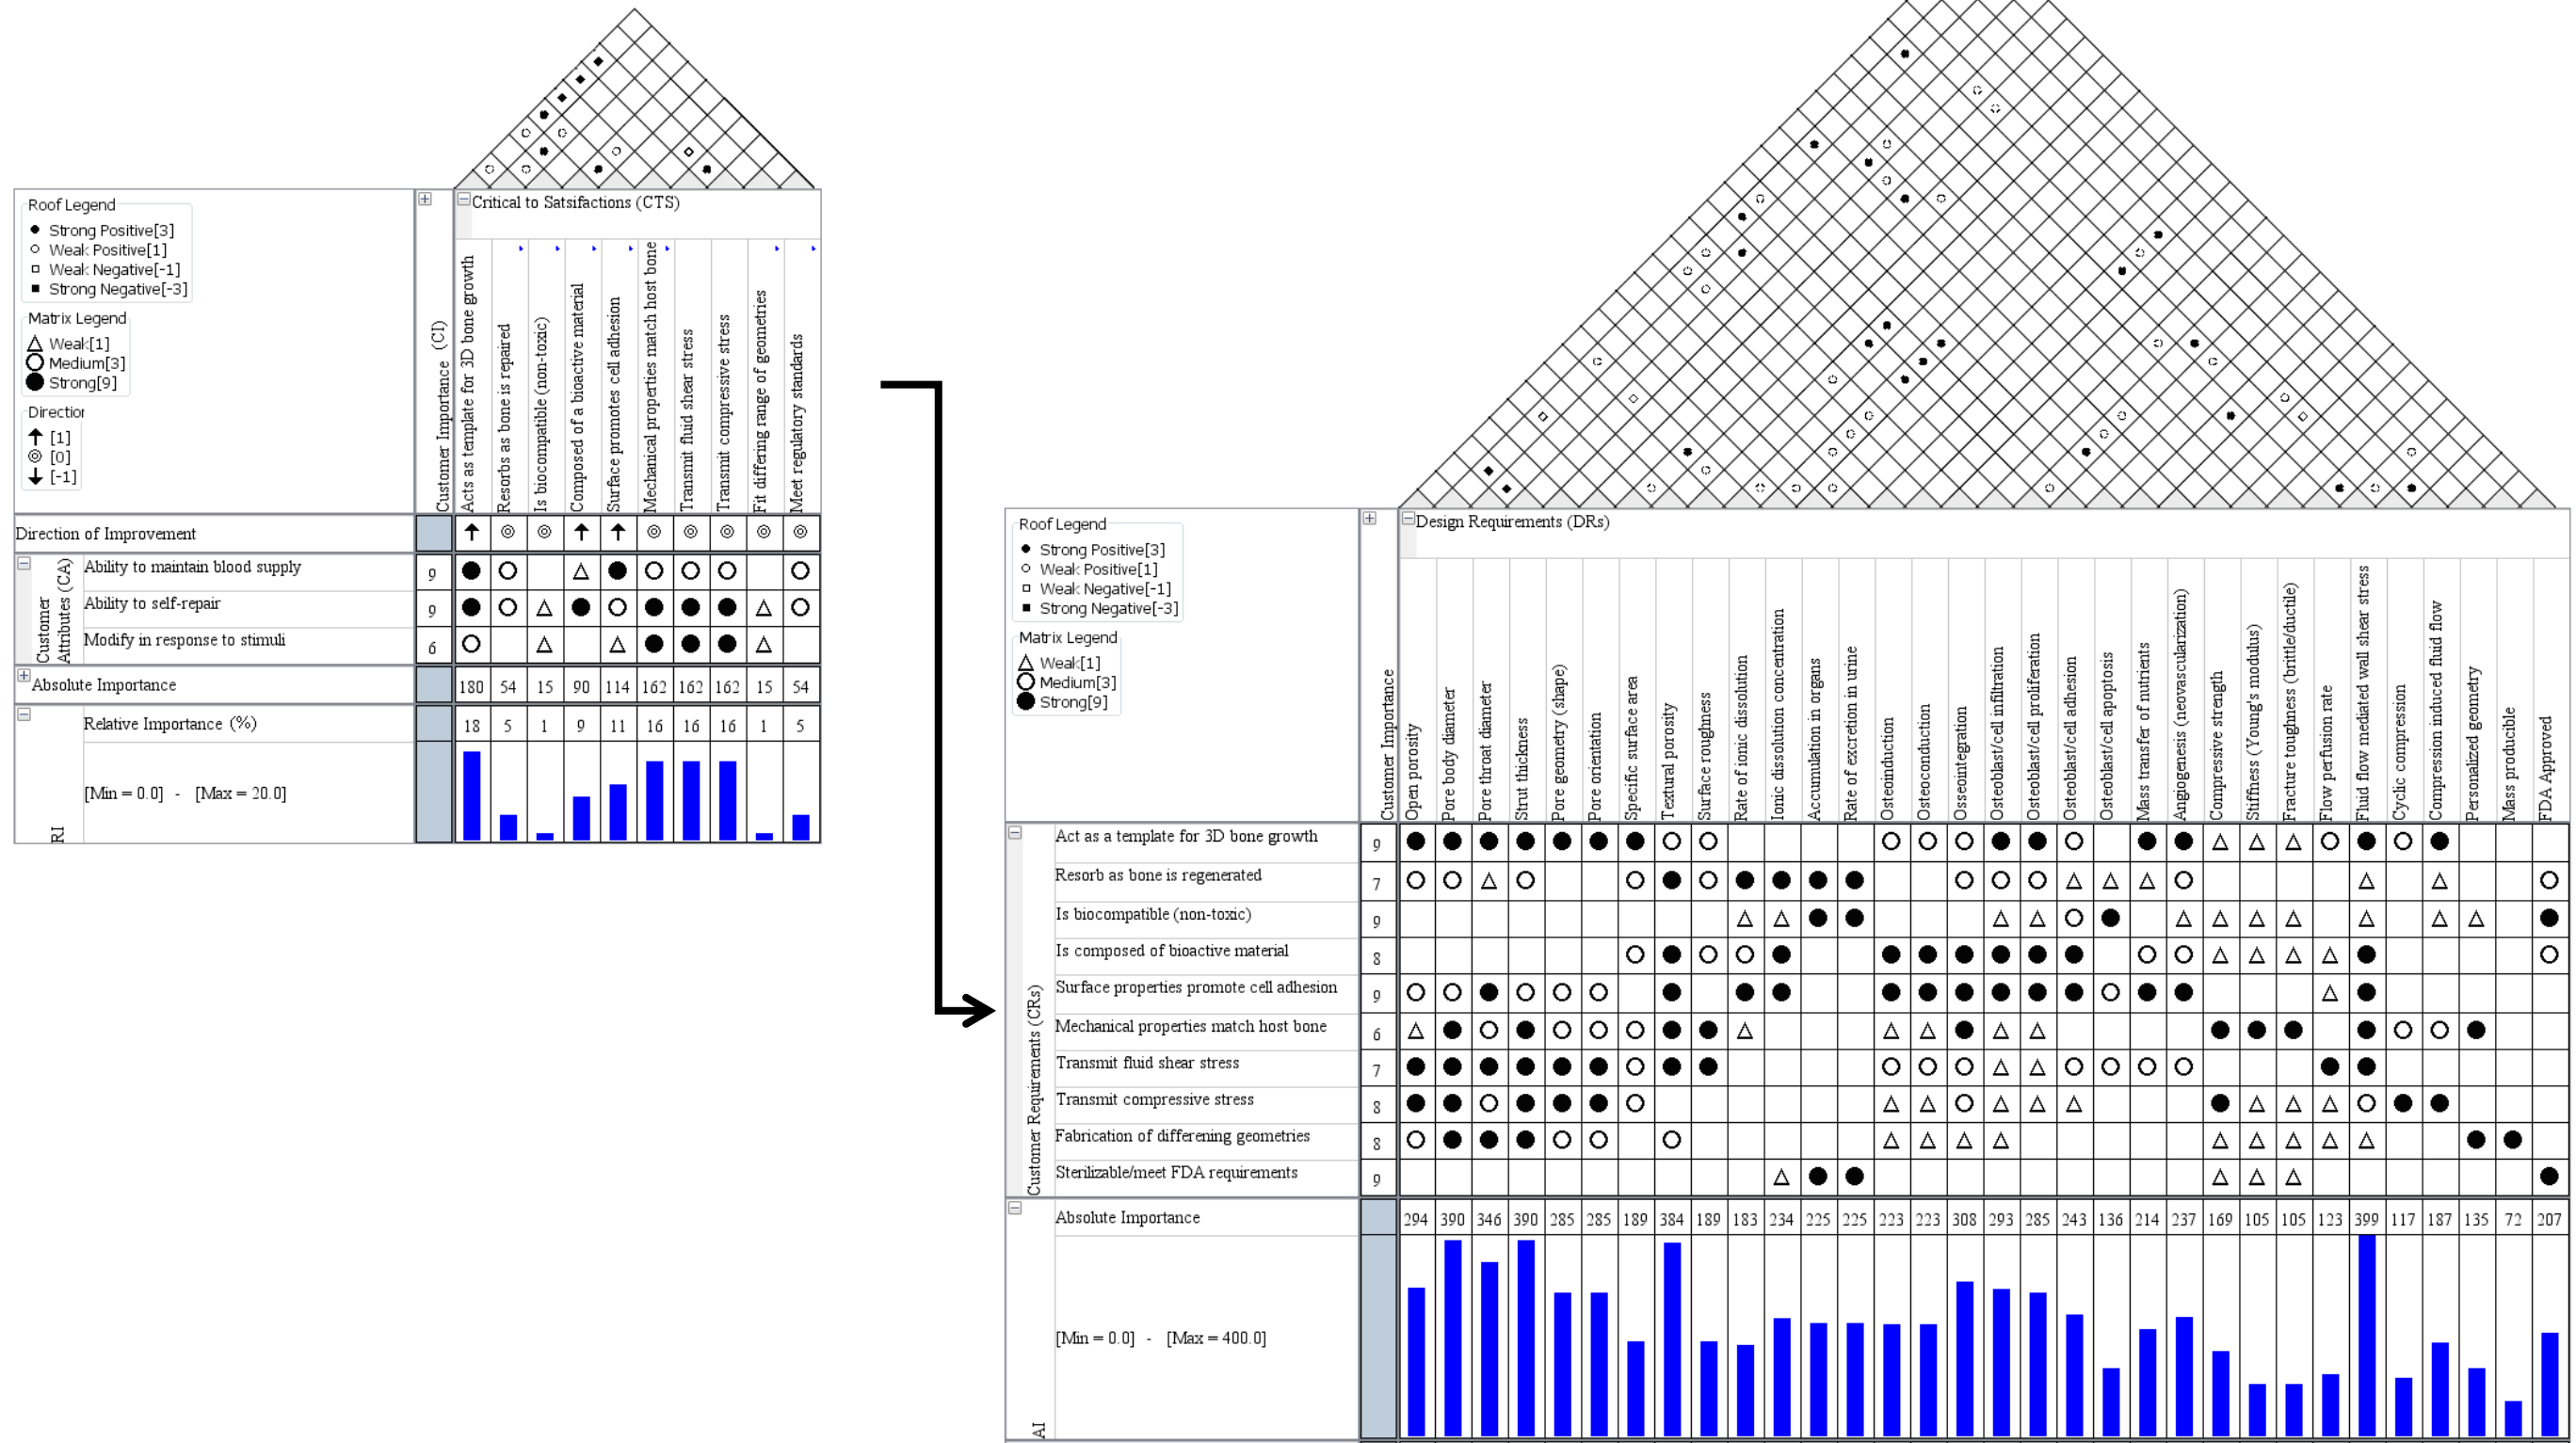 Roof Legend
Strong Positive[3]
Weak Positive[1]
Weak Negative[-1]
Strong Negative[-3]
Matrix Legend
Weak[1]
Medium[3]
Strong[9]
Directior
[1]
[0]
[-1]
Customer Importance (CI)
Critical to Satsifactions (CTS)
Acts as template for 3D bone growth
Resorbs as bone is repaired
Is biocompatible (non-toxic)
Composed of a bioactive material
Surface promotes cell adhesion
Mechanical properties match host bone
Transmit fluid shear stress
Transmit compressive stress
Fit differing range of geometries
Meet regulatory standards
Direction of Improvement
Customer Attributes (CA)
Ability to maintain blood supply 9
Ability to self-repair 9
Modify in response to stimuli 6
Absolute Importance 180 54 15 90 114 162 162 162 15 54
Relative Importance (%) 18 5 1 9 11 16 16 16 1 5
[Min = 0.0] - [Max = 20.0]
RI
Roof Legend
Strong Positive[3]
Weak Positive[1]
Weak Negative[-1]
Strong Negative[-3]
Matrix Legend
Weak[1]
Medium[3]
Strong[9]
Customer Importance
Design Requirements (DRs)
Open porosity
Pore body diameter
Pore throat diameter
Strut thickness
Pore geometry (shape)
Pore orientation
Specific surface area
Textural porosity
Surface roughness
Rate of ionic dissolution
Ionic dissolution concentration
Accumulation in organs
Rate of excretion in urine
Osteoinduction
Osteoconduction
Osseointegration
Osteoblast/cell infiltration
Osteoblast/cell proliferation
Osteoblast/cell adhesion
Osteoblast/cell apoptosis
Mass transfer of nutrients
Angiogenesis (neovascularization)
Compressive strength
Stiffness (Young's modulus)
Fracture toughness (brittle/ductile)
Flow perfusion rate
Fluid flow mediated wall shear stress
Cyclic compression
Compression induced fluid flow
Personalized geometry
Mass producible
FDA Approved
Customer Requirements (CRs)
Act as a template for 3D bone growth 9
Resorb as bone is regenerated 7
Is biocompatible (non-toxic) 9
Is composed of bioactive material 8
Surface properties promote cell adhesion 9
Mechanical properties match host bone 6
Transmit fluid shear stress 7
Transmit compressive stress 8
Fabrication of differening geometries 8
Sterilizable/meet FDA requirements 9
Absolute Importance 294 390 346 390 285 285 189 384 189 183 234 225 225 223 223 308 293 285 243 136 214 237 169 105 105 123 399 117 187 135 72 207
[Min = 0.0] - [Max = 400.0]
AI